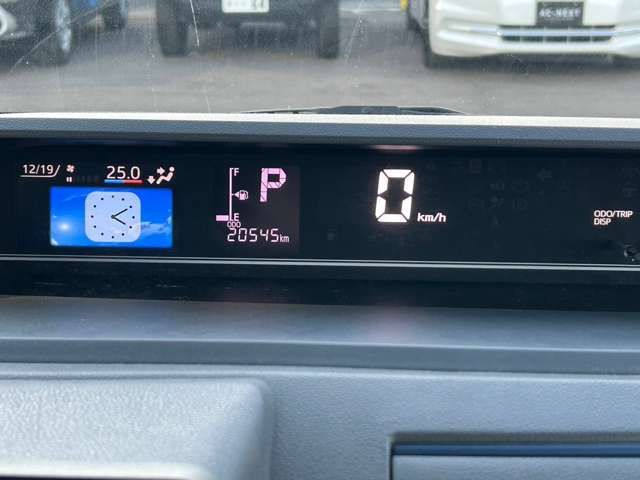 12/19/
25.0
F
E
P
ODO
20545km
0 km/h
ODO/TRIP
DISP